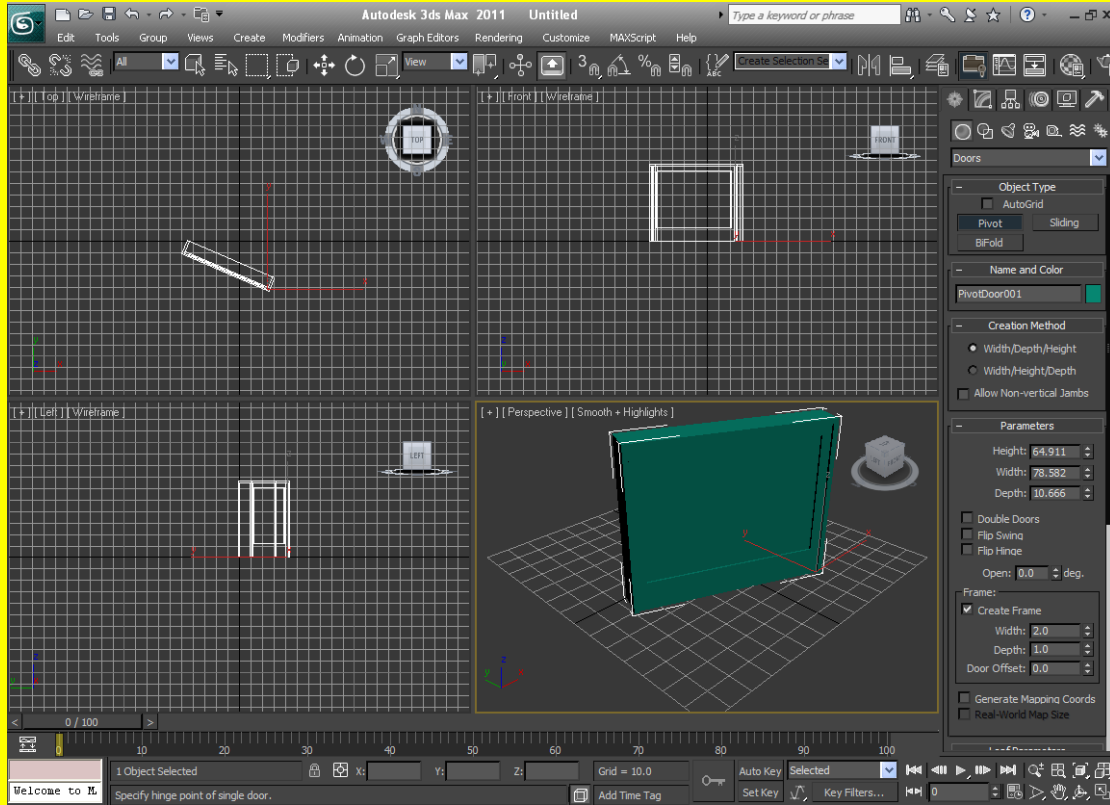 Autodesk 3ds Max 2011 Untitled
Type a keyword or phrase
Edit Tools Group Views Create Modifiers Animation Graph Editors Rendering Customize MAXScript Help
All
View
3
Create Selection Se
ABC
[ + ] [ Top ] [ Wireframe ]
TOP
y
x
y
z x
[ + ] [ Front ] [ Wireframe ]
FRONT
z
x
[ + ] [ Left ] [ Wireframe ]
LEFT
z
y
[ + ] [ Perspective ] [ Smooth + Highlights ]
y
x
z
y x
Doors
Object Type
AutoGrid
Pivot Sliding
BiFold
Name and Color
PivotDoor001
Creation Method
Width/Depth/Height
Width/Height/Depth
Allow Non-vertical Jambs
Parameters
Height: 64.911
Width: 78.582
Depth: 10.666
Double Doors
Flip Swing
Flip Hinge
Open: 0.0 deg.
Frame:
Create Frame
Width: 2.0
Depth: 1.0
Door Offset: 0.0
Generate Mapping Coords
Real-World Map Size
Leaf Parameters
< 0 / 100 >
0 10 20 30 40 50 60 70 80 90 100
1 Object Selected X: Y: Z: Grid = 10.0 Auto Key Selected
Welcome to M. Specify hinge point of single door. Add Time Tag Set Key Key Filters... 0